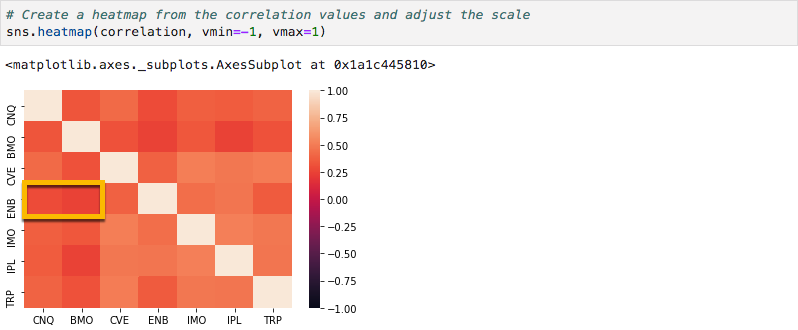 # Create a heatmap from the correlation values and adjust the scale
sns.heatmap(correlation, vmin=-1, vmax=1)
<matplotlib.axes._subplots.AxesSubplot at 0x1a1c445810>
CNQ
BMO
CVE
ENB
IMO
IPL
TRP
CNQ BMO CVE ENB IMO IPL TRP
1.00
0.75
0.50
0.25
0.00
−0.25
−0.50
−0.75
−1.00